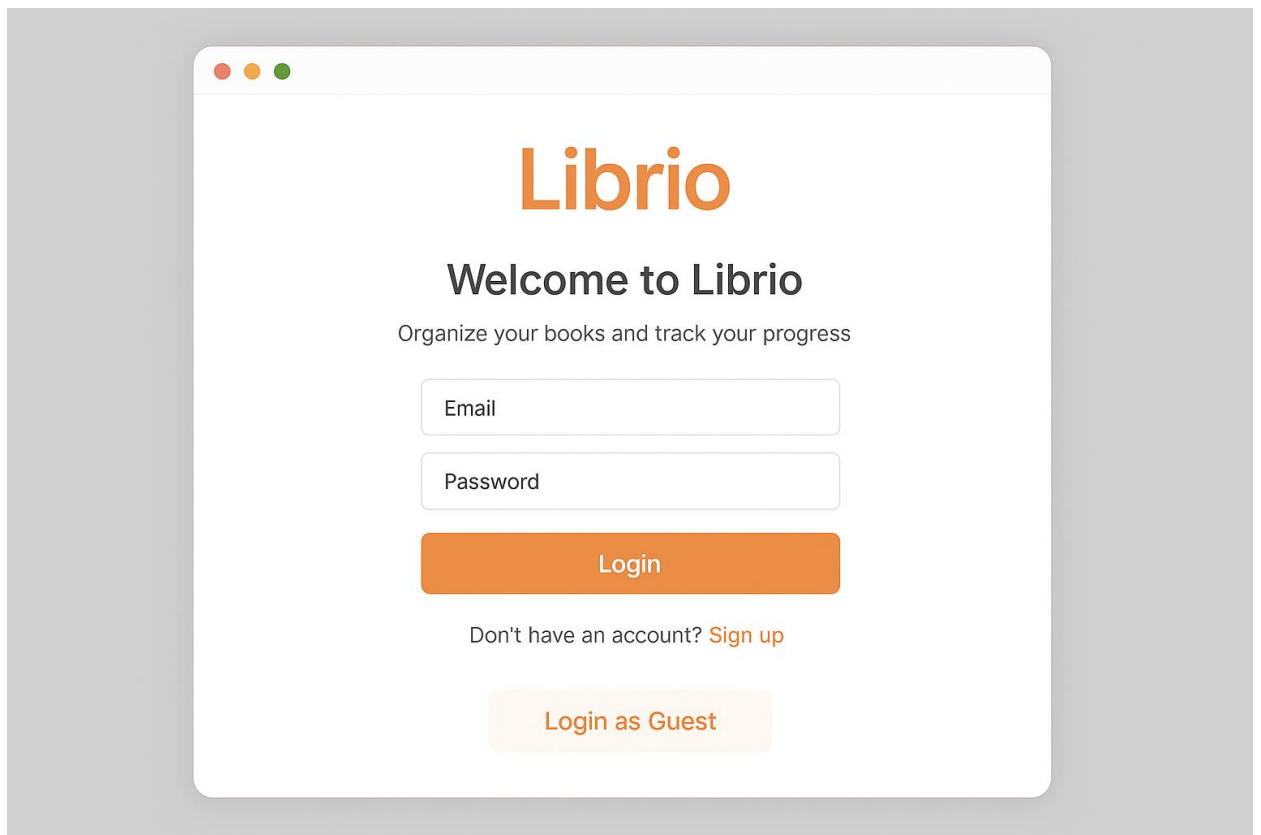 Librio
Welcome to Librio
Organize your books and track your progress
Email
Password
Login
Don't have an account? Sign up
Login as Guest